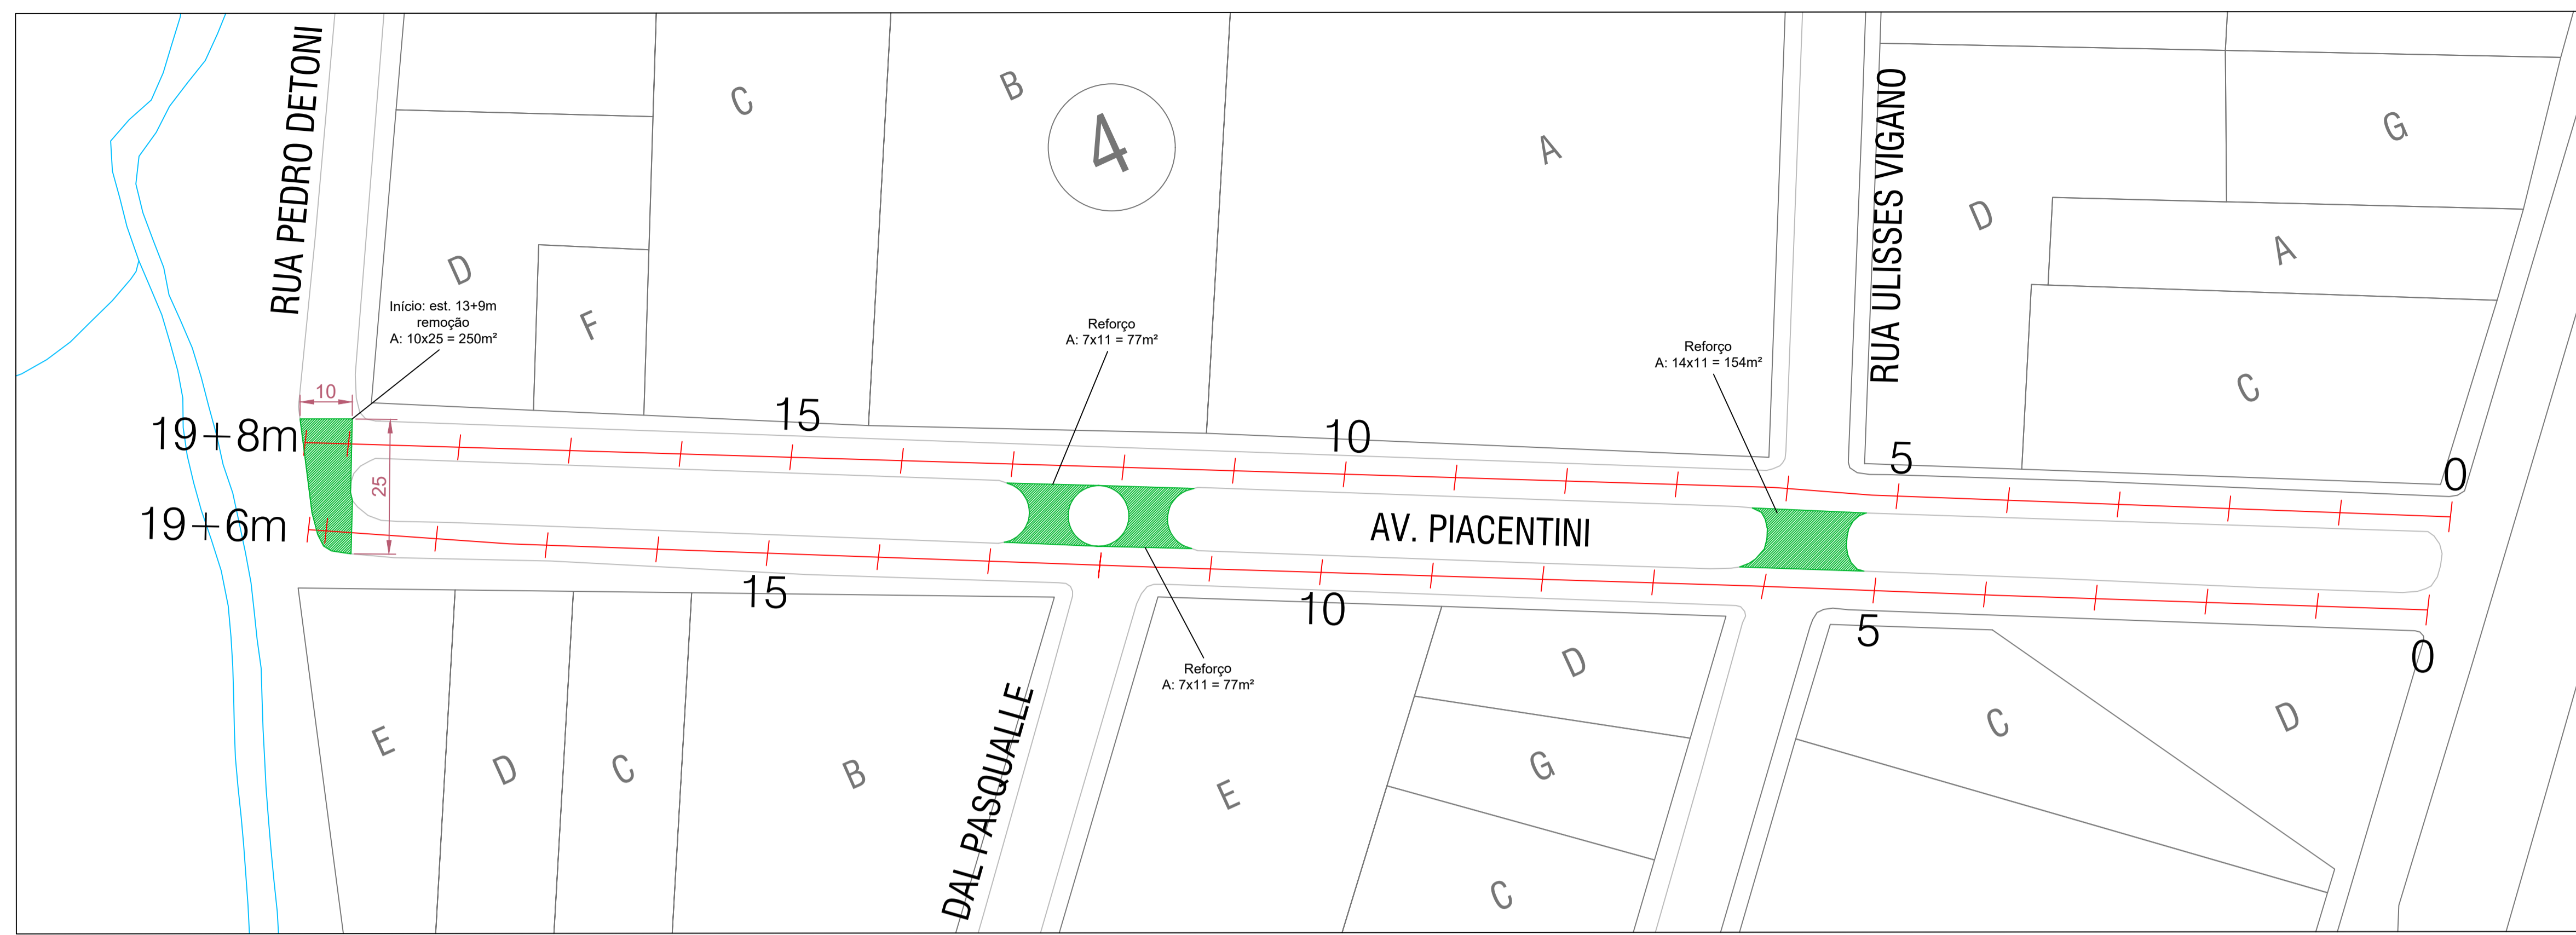 RUA PEDRO DETONI
C
B
4
A
RUA ULISSES VIGANO
G
D
A
D
F
C
Início: est. 13+9m
remoção
A: 10x25 = 250m²
Reforço
A: 7x11 = 77m²
Reforço
A: 14x11 = 154m²
10
25
19+8m
15
10
5
0
19+6m
AV. PIACENTINI
15
10
5
0
Reforço
A: 7x11 = 77m²
DAL PASQUALLE
E
D
C
B
E
D
G
C
C
D